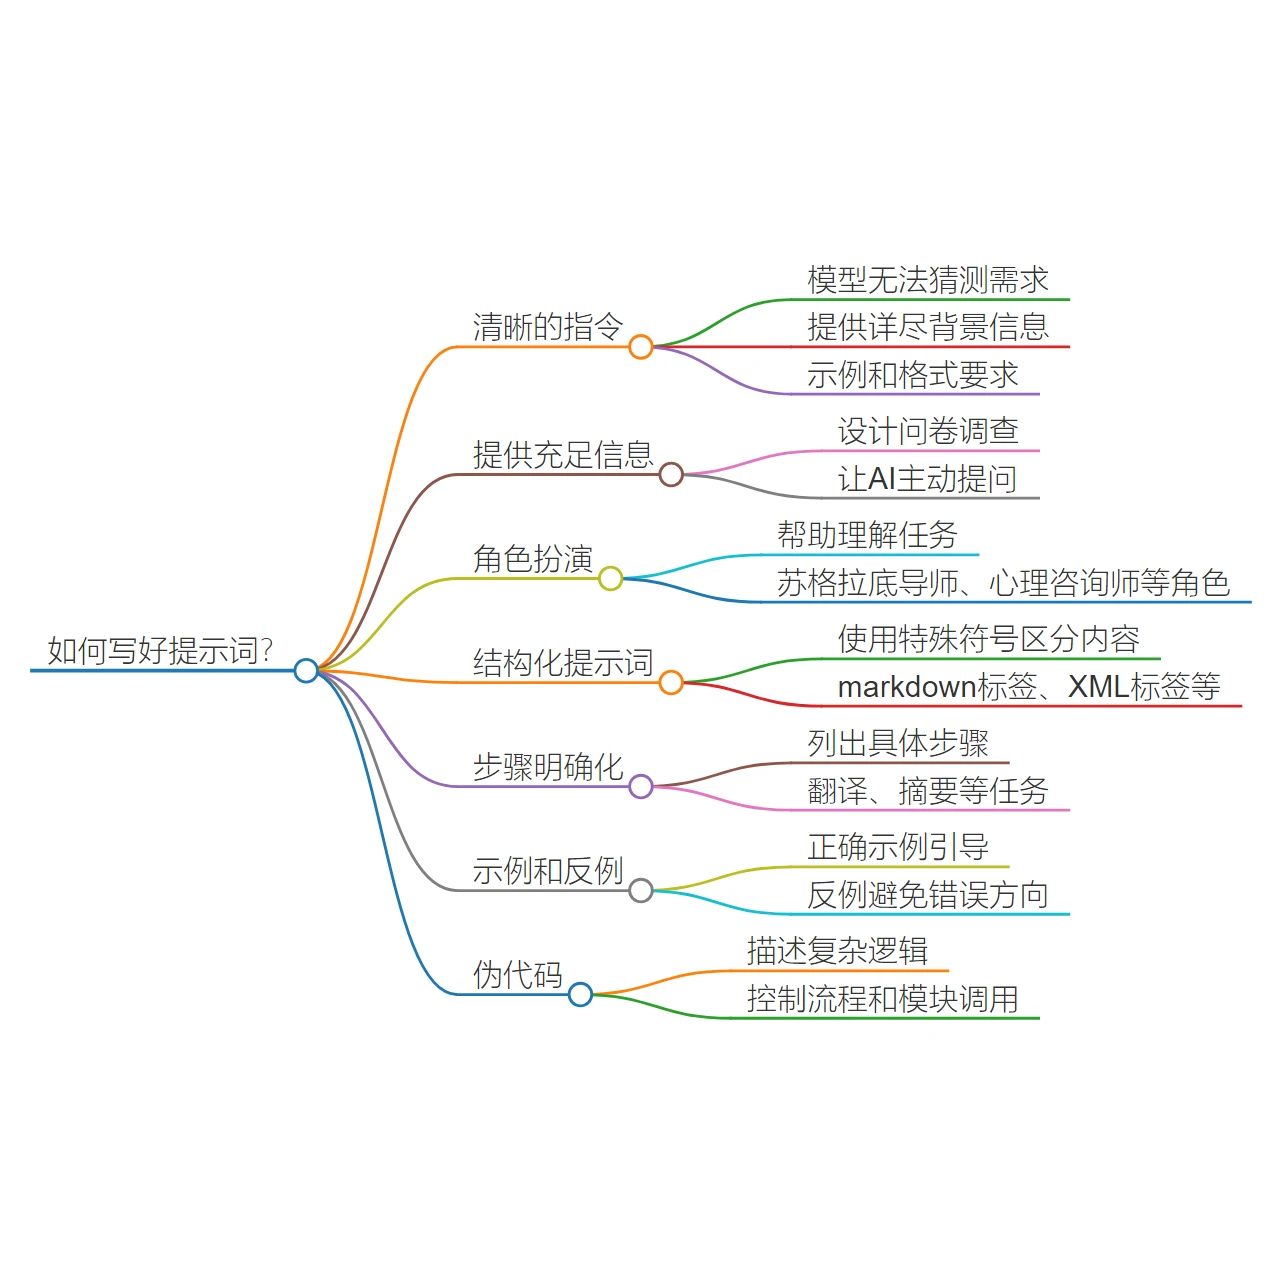 如何写好提示词?
清晰的指令
模型无法猜测需求
提供详尽背景信息
示例和格式要求
提供充足信息
设计问卷调查
让AI主动提问
角色扮演
帮助理解任务
苏格拉底导师、心理咨询师等角色
结构化提示词
使用特殊符号区分内容
markdown标签、XML标签等
步骤明确化
列出具体步骤
翻译、摘要等任务
示例和反例
正确示例引导
反例避免错误方向
伪代码
描述复杂逻辑
控制流程和模块调用